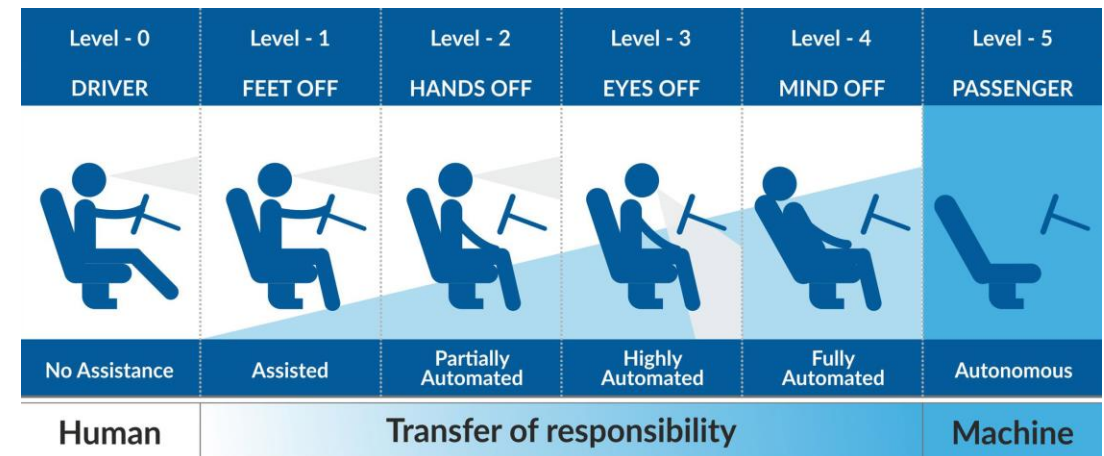 Level - 0
DRIVER
Level - 1
FEET OFF
Level - 2
HANDS OFF
Level - 3
EYES OFF
Level - 4
MIND OFF
Level - 5
PASSENGER
No Assistance
Assisted
Partially
Automated
Highly
Automated
Fully
Automated
Autonomous
Human
Transfer of responsibility
Machine